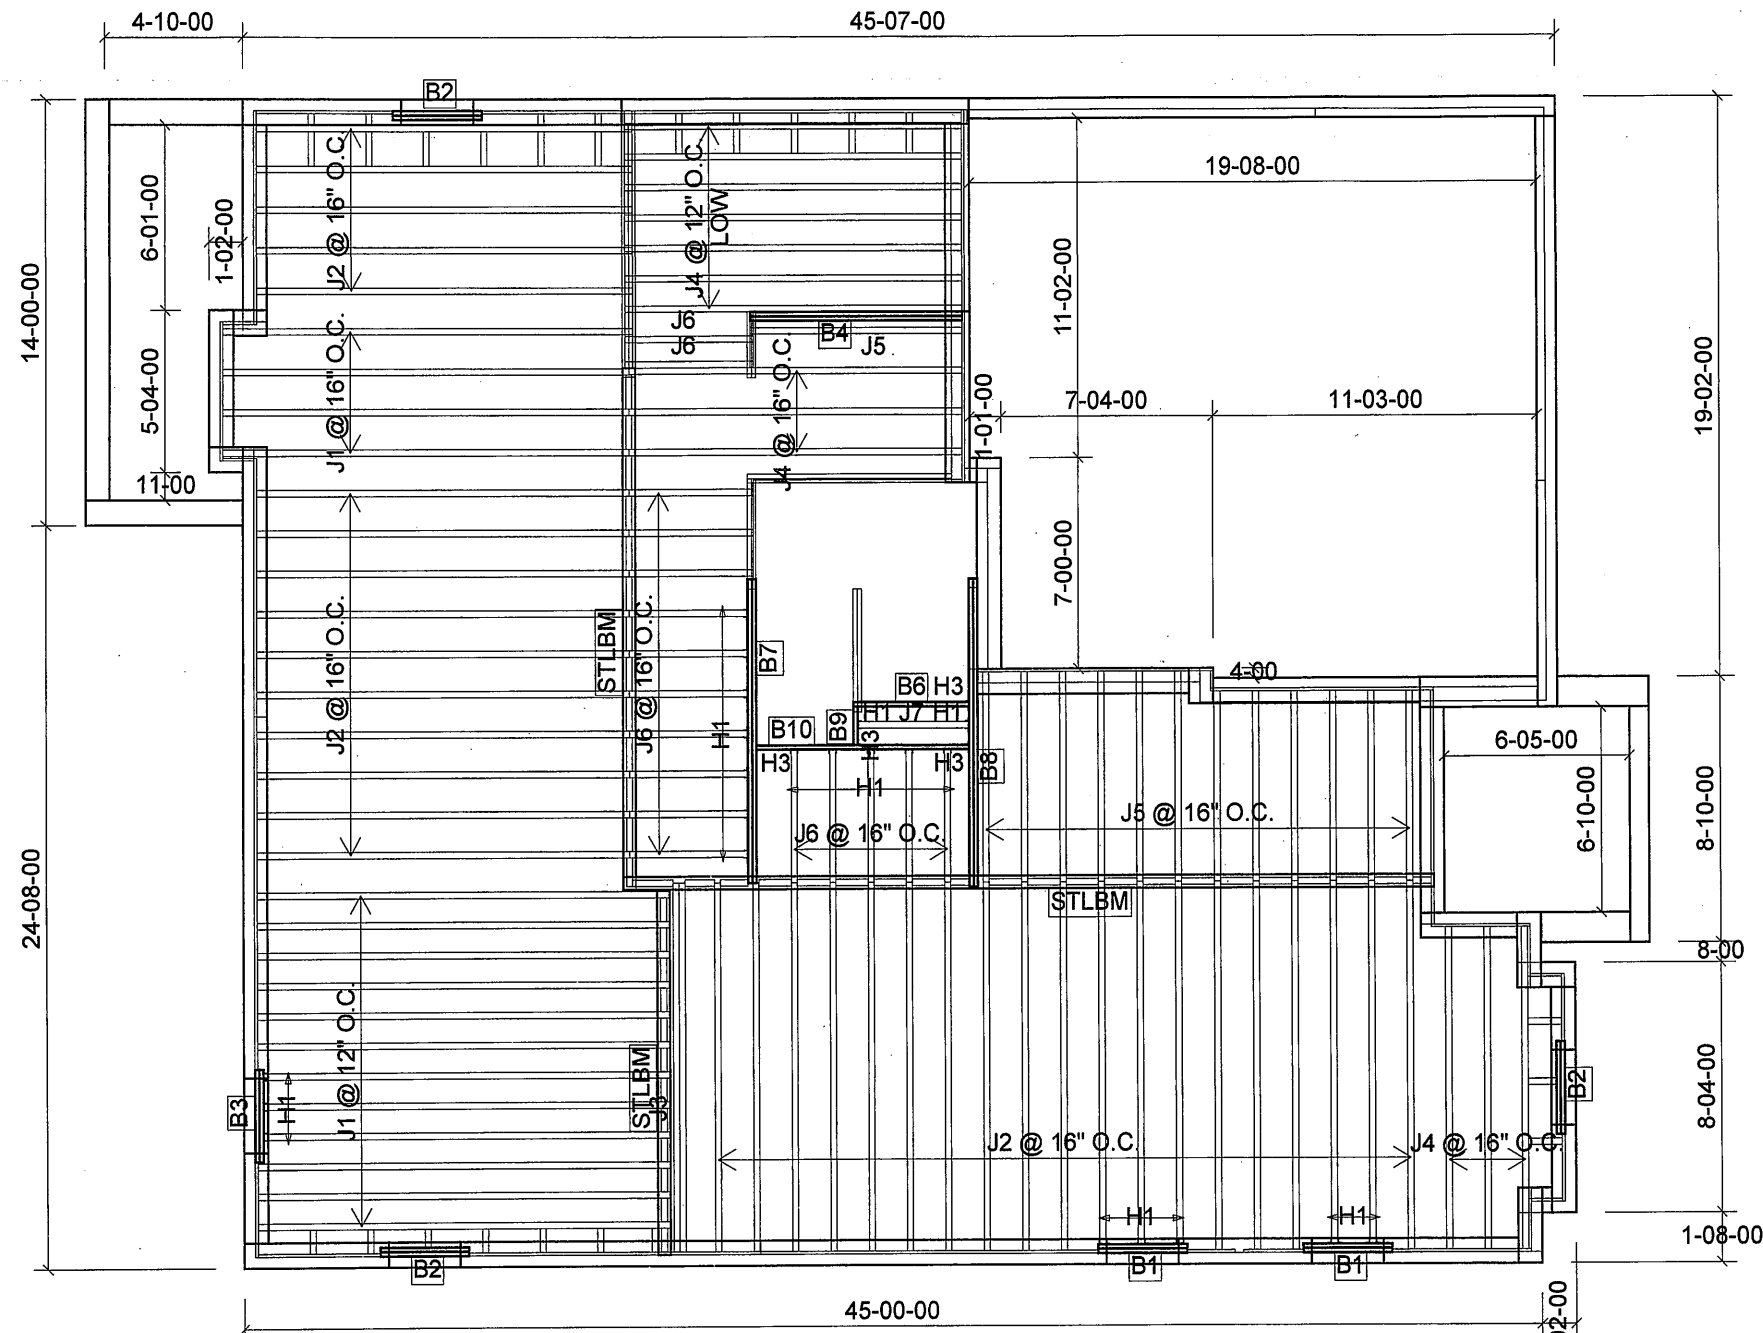 4-10-00
45-07-00
B2
19-08-00
6-01-00
1-02-00
J2 @ 16" O.C.
J4 @ 12" O.C.
LOW
11-02-00
14-00-00
19-02-00
J6
J6
B4
J5
5-04-00
J1 @ 16" O.C.
J4 @ 16" O.C.
1-01-00
7-04-00
11-03-00
11-00
7-00-00
J2 @ 16" O.C.
STLBM
J6 @ 16" O.C.
H1
B7
4-00
B6
H3
H1
J7
H1
B10
B9
H3
H3
H3
B8
H1
6-05-00
6-10-00
8-10-00
J5 @ 16" O.C.
J6 @ 16" O.C.
24-08-00
STLBM
8-00
J1 @ 12" O.C.
STLBM
J3
B3
H1
B2
8-04-00
J2 @ 16" O.C.
J4 @ 16" O.C.
H1
H1
1-08-00
B2
B1
B1
45-00-00